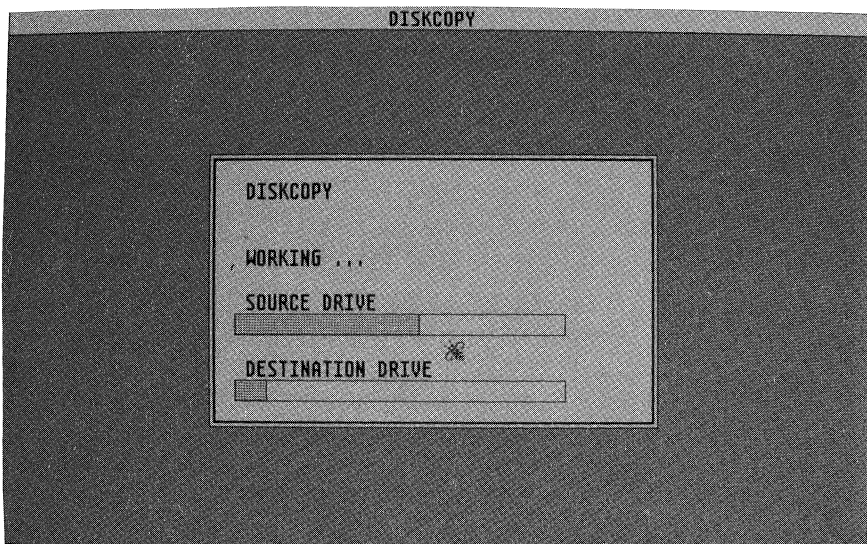 DISKCOPY
DISKCOPY
WORKING ...
SOURCE DRIVE
DESTINATION DRIVE